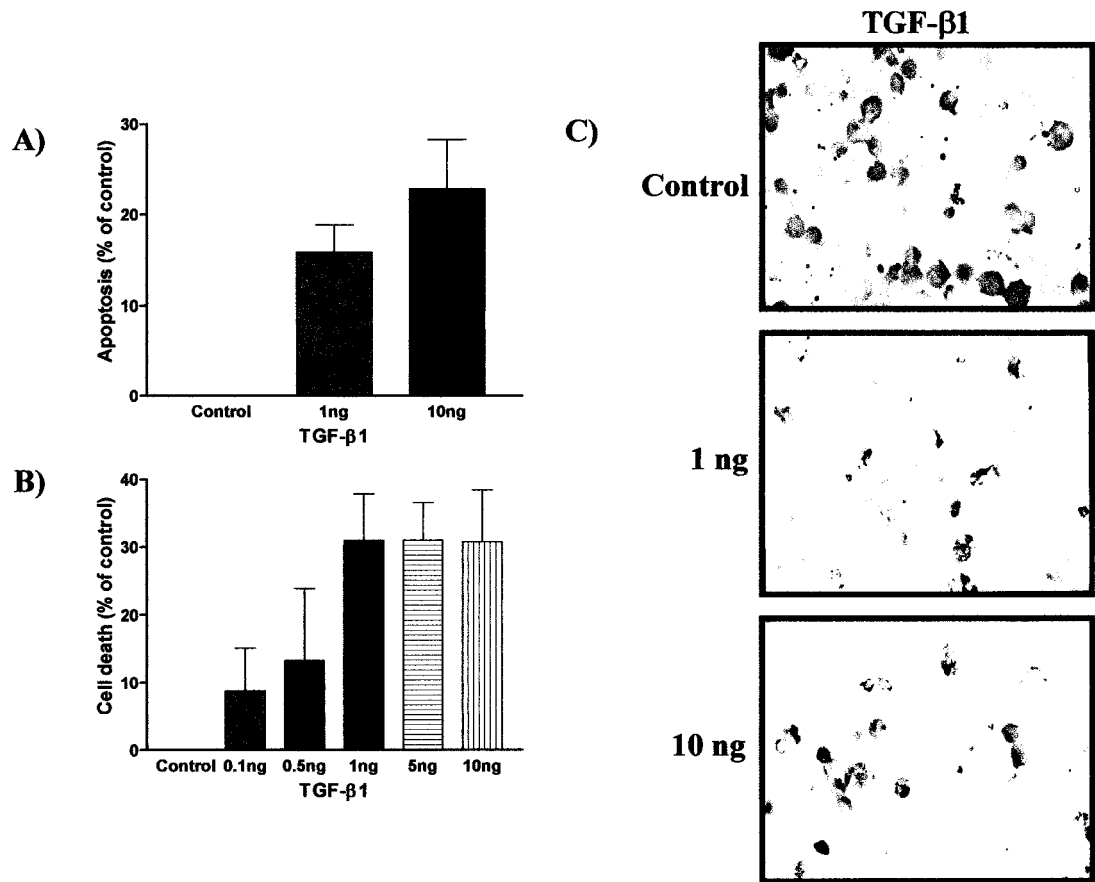 A)
Apoptosis (% of control)
30
20
10
0
Control 1ng 10ng
TGF-β1
B)
Cell death (% of control)
40
30
20
10
0
Control 0.1ng 0.5ng 1ng 5ng 10ng
TGF-β1
C)
TGF-β1
Control
1 ng
10 ng